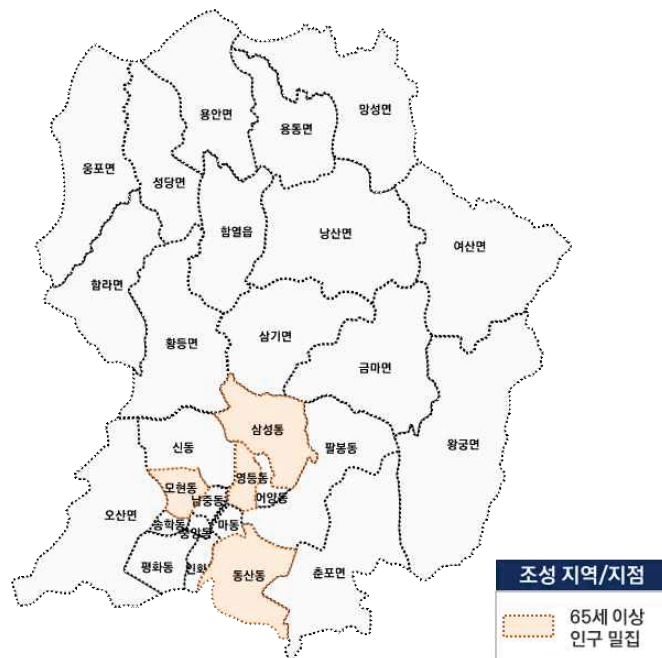 망성면
용안면
용동면
웅포면
성당면
함열읍
낭산면
여산면
함라면
삼기면
황등면
금마면
삼성동
신동
팔봉동
왕궁면
영등동
모현동
남중동
어양동
오산면
송학동
마동
중앙동
평화동
인화
동산동
춘포면
조성 지역/지점
65세 이상
인구 밀집